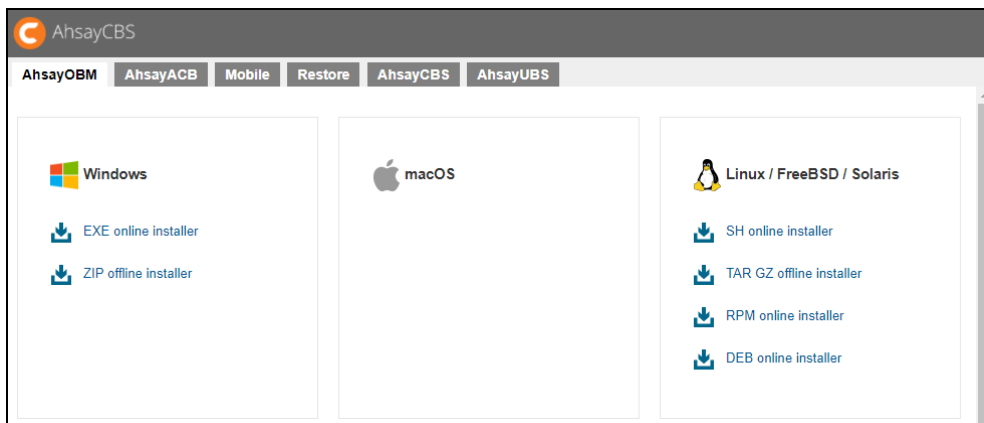 AhsayCBS
AhsayOBM AhsayACB Mobile Restore AhsayCBS AhsayUBS
Windows
EXE online installer
ZIP offline installer
macOS
Linux / FreeBSD / Solaris
SH online installer
TAR GZ offline installer
RPM online installer
DEB online installer